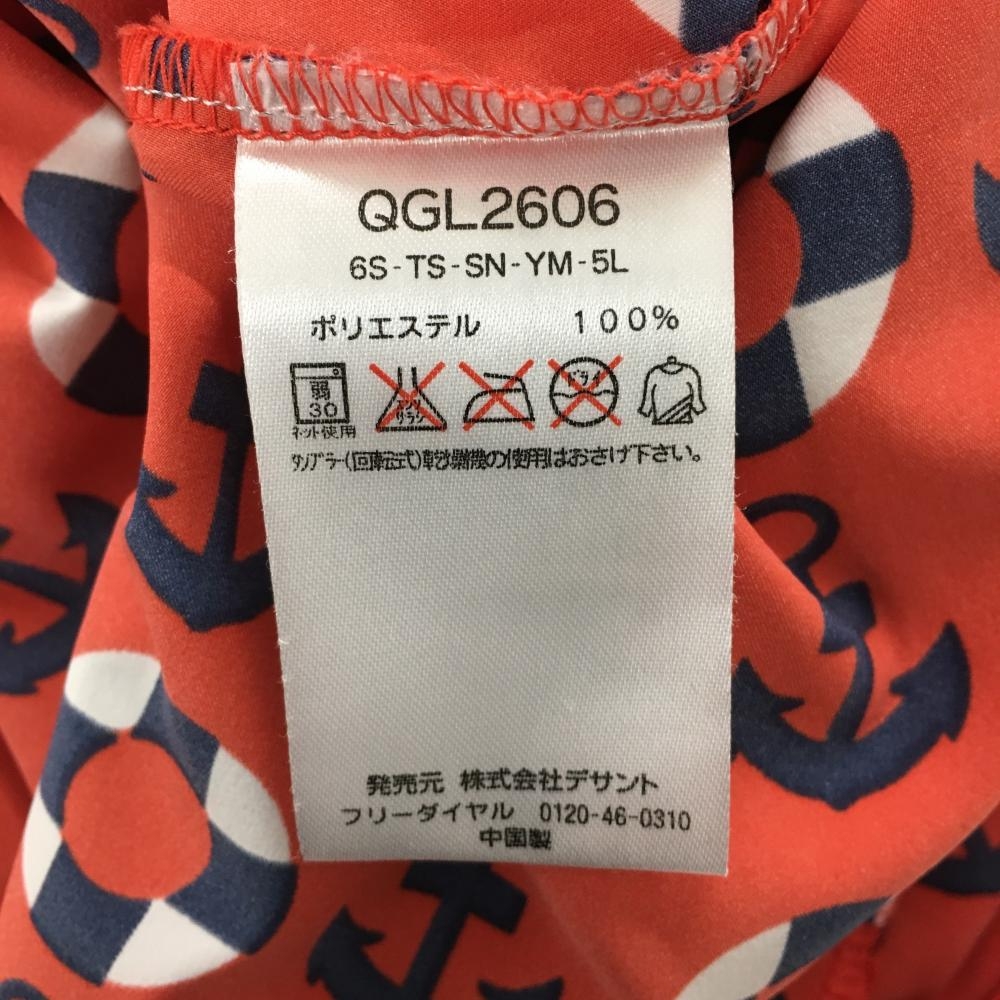 QGL2606
6S-TS-SN-YM-5L
ポリエステル 100%
弱
30
ネット使用
タンブラー(回転式)乾燥機の使用はおさけ下さい。
発売元 株式会社デサント
フリーダイヤル 0120-46-0310
中国製